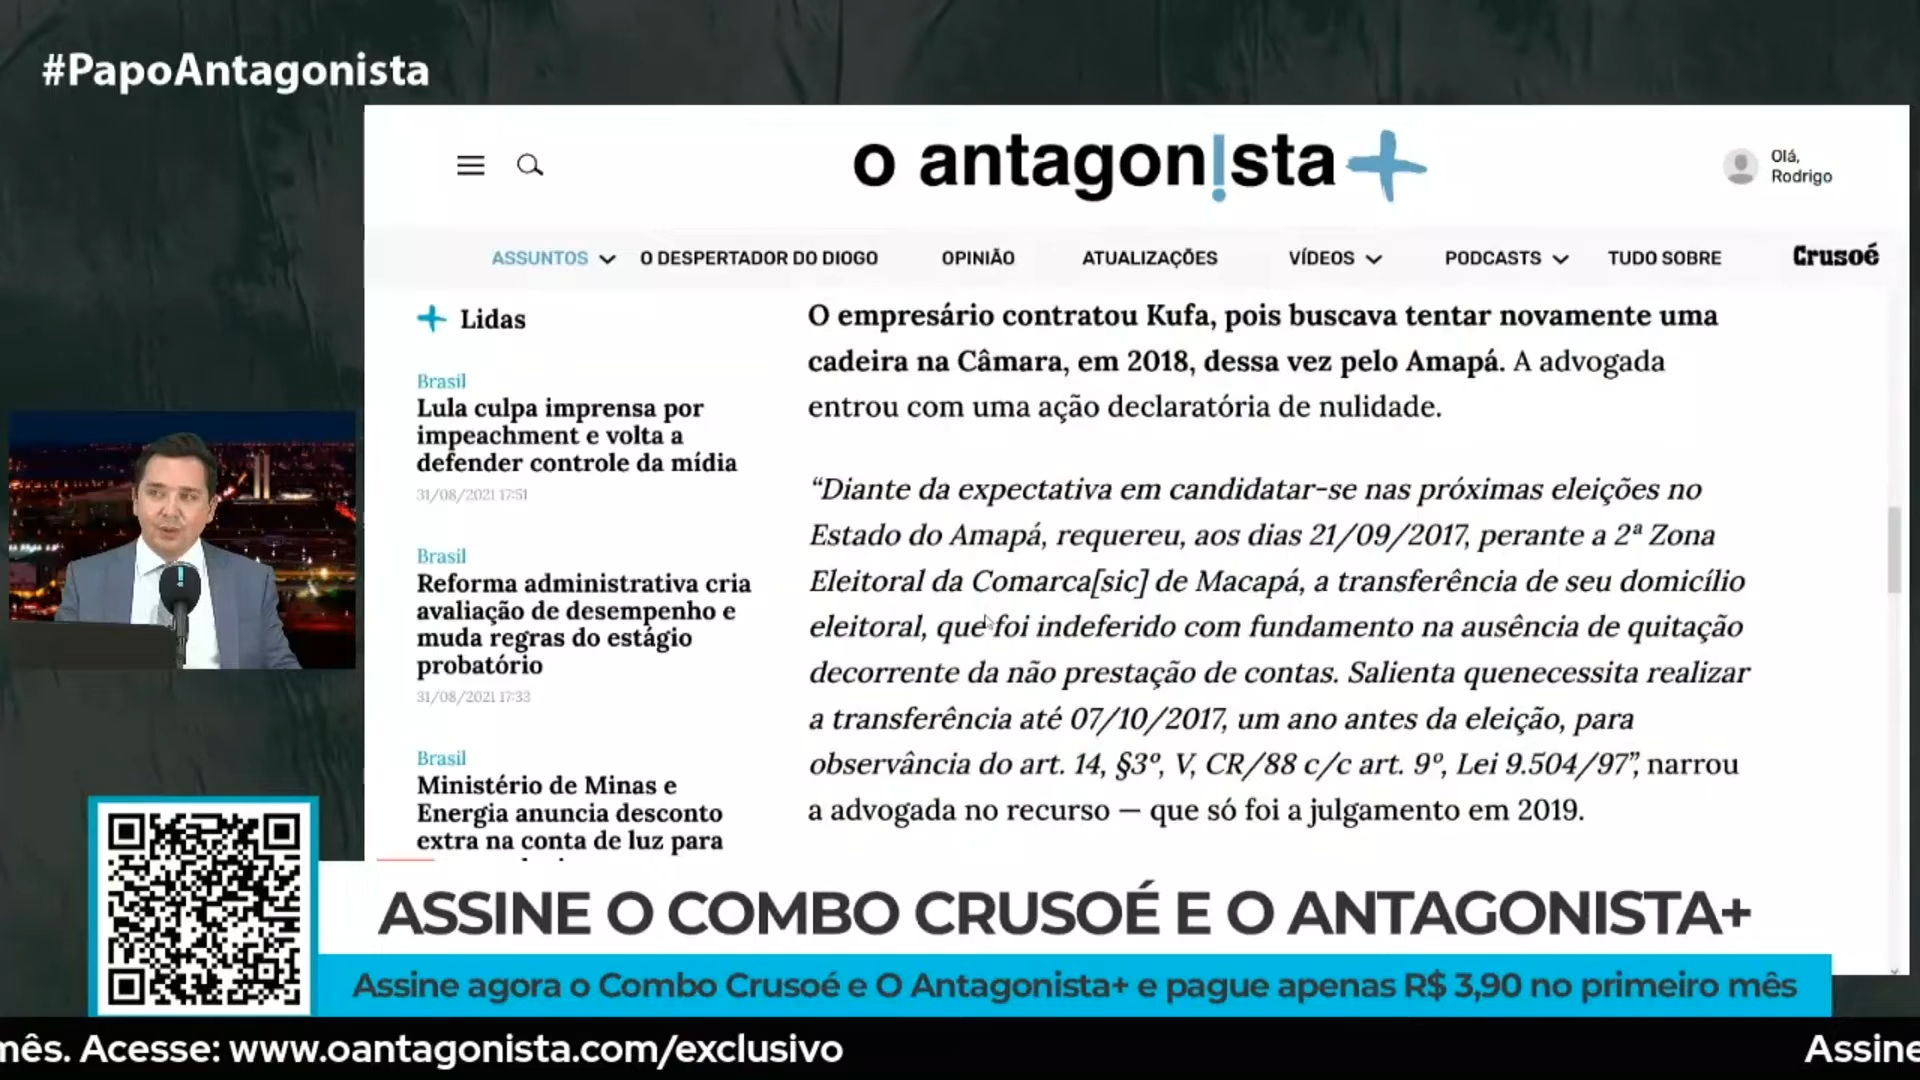 #PapoAntagonista
o antagon!sta+
Olá,
Rodrigo
ASSUNTOS
O DESPERTADOR DO DIOGO
OPINIÃO
ATUALIZAÇÕES
VÍDEOS
PODCASTS
TUDO SOBRE
Crusoé
+ Lidas
Brasil
Lula culpa imprensa por
impeachment e volta a
defender controle da mídia
31/08/2021 17:51
Brasil
Reforma administrativa cria
avaliação de desempenho e
muda regras do estágio
probatório
31/08/2021 17:33
Brasil
Ministério de Minas e
Energia anuncia desconto
extra na conta de luz para
O empresário contratou Kufa, pois buscava tentar novamente uma
cadeira na Câmara, em 2018, dessa vez pelo Amapá. A advogada
entrou com uma ação declaratória de nulidade.
“Diante da expectativa em candidatar-se nas próximas eleições no
Estado do Amapá, requereu, aos dias 21/09/2017, perante a 2ª Zona
Eleitoral da Comarca[sic] de Macapá, a transferência de seu domicílio
eleitoral, que foi indeferido com fundamento na ausência de quitação
decorrente da não prestação de contas. Salienta quenecessita realizar
a transferência até 07/10/2017, um ano antes da eleição, para
observância do art. 14, §3º, V, CR/88 c/c art. 9º, Lei 9.504/97”, narrou
a advogada no recurso — que só foi a julgamento em 2019.
ASSINE O COMBO CRUSOÉ E O ANTAGONISTA+
Assine agora o Combo Crusoé e O Antagonista+ e pague apenas R$ 3,90 no primeiro mês
mês. Acesse: www.oantagonista.com/exclusivo
Assine